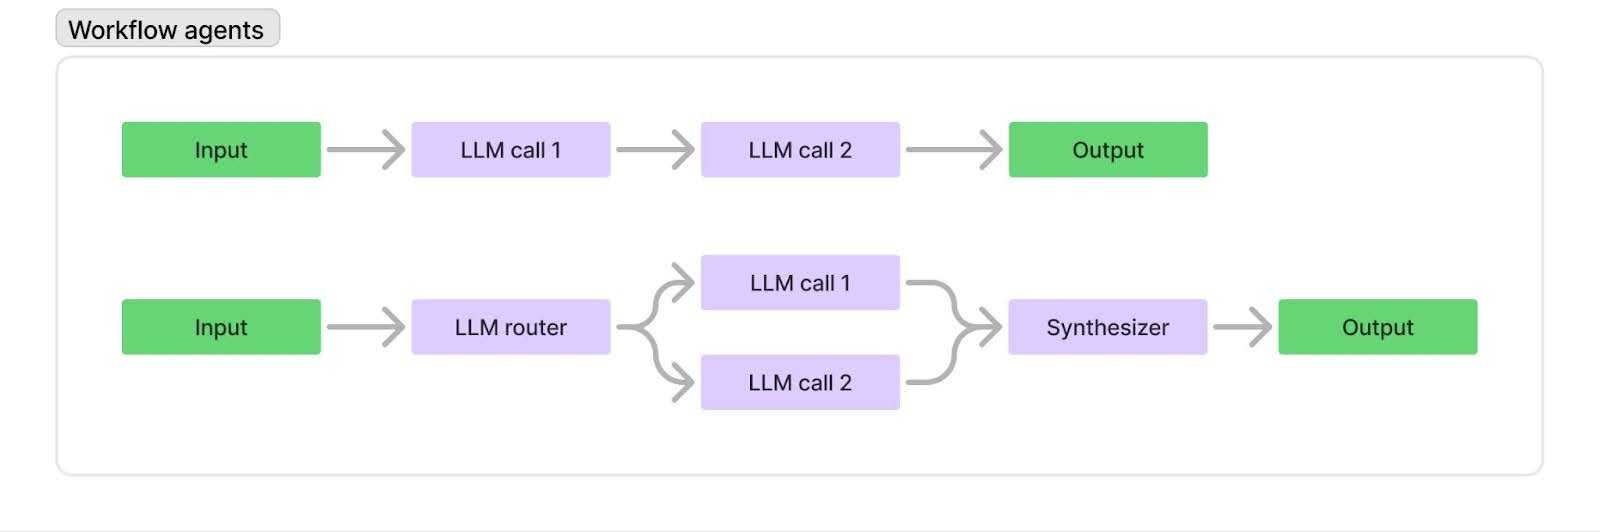 Workflow agents
Input
LLM call 1
LLM call 2
Output
LLM call 1
Input
LLM router
Synthesizer
Output
LLM call 2